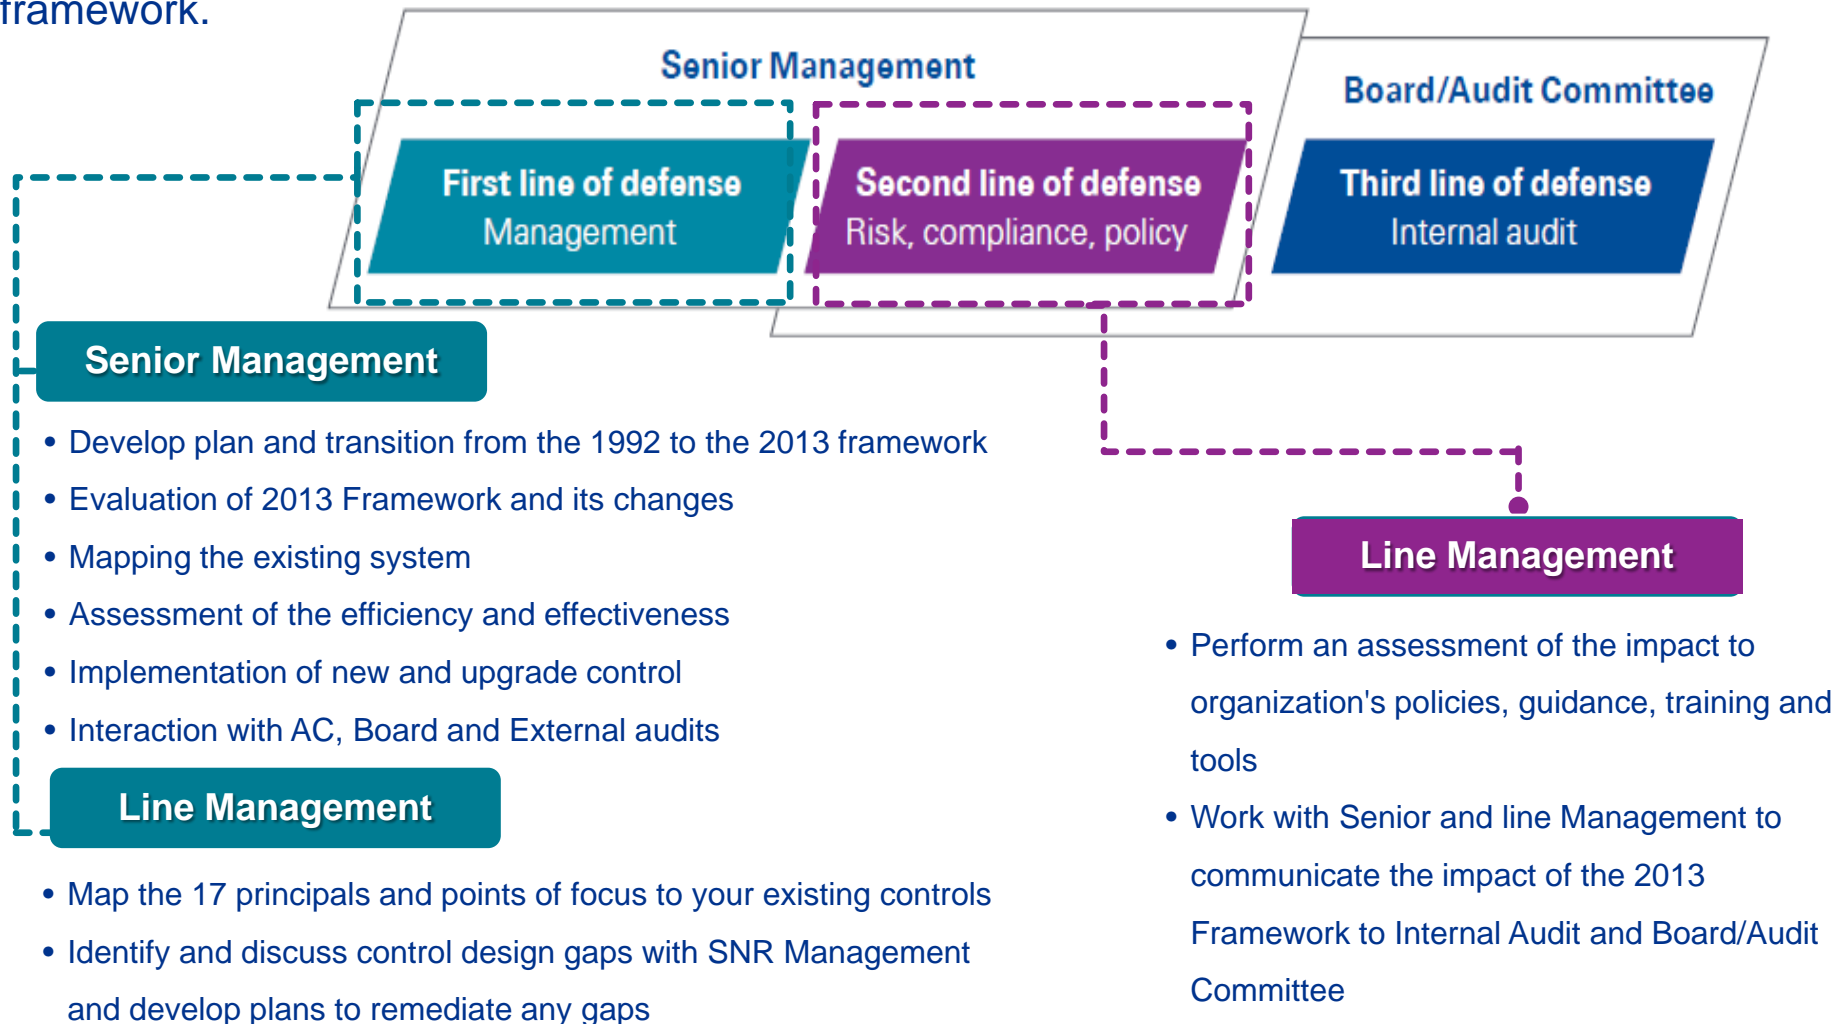 framework.
Senior Management
Board/Audit Committee
First line of defense
Management
Second line of defense
Risk, compliance, policy
Third line of defense
Internal audit
Senior Management
• Develop plan and transition from the 1992 to the 2013 framework
• Evaluation of 2013 Framework and its changes
• Mapping the existing system
• Assessment of the efficiency and effectiveness
• Implementation of new and upgrade control
• Interaction with AC, Board and External audits
Line Management
• Map the 17 principals and points of focus to your existing controls
• Identify and discuss control design gaps with SNR Management
and develop plans to remediate any gaps
Line Management
• Perform an assessment of the impact to
organization's policies, guidance, training and
tools
• Work with Senior and line Management to
communicate the impact of the 2013
Framework to Internal Audit and Board/Audit
Committee